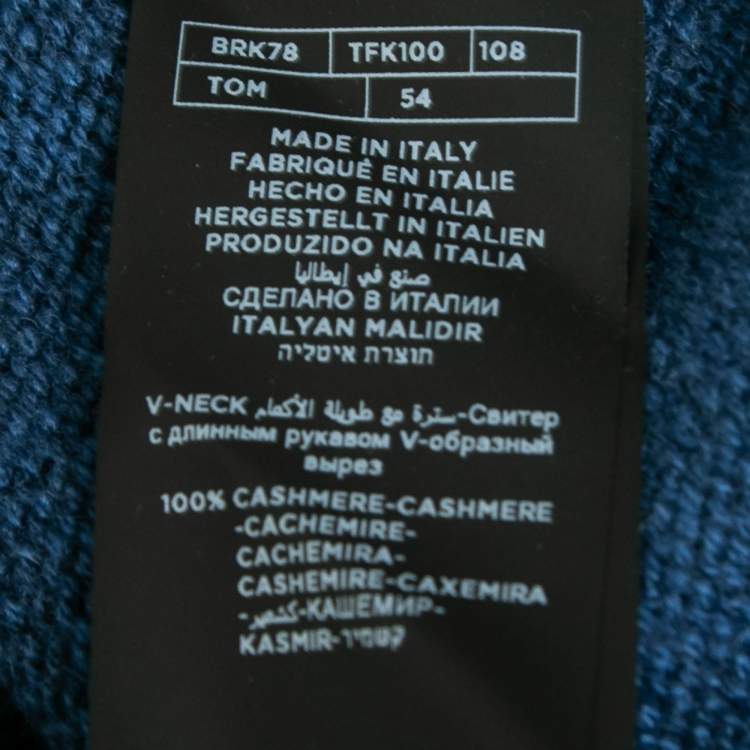 BRK78 TFK100 108
TOM 54
MADE IN ITALY
FABRIQUÉ EN ITALIE
HECHO EN ITALIA
HERGESTELLT IN ITALIEN
PRODUZIDO NA ITALIA
صنع في إيطاليا
СДЕЛАНО В ИТАЛИИ
ITALYAN MALIDIR
תוצרת איטליה
V-NECK سترة مع طويلة الأكمام-Свитер
с длинным рукавом V-образный
вырез
100% CASHMERE-CASHMERE
-CACHEMIRE-
CACHEMIRA-
CASHEMIRE-CAXEMIRA
-كشمير-КАШЕМИР-
KASMIR-קשמיר